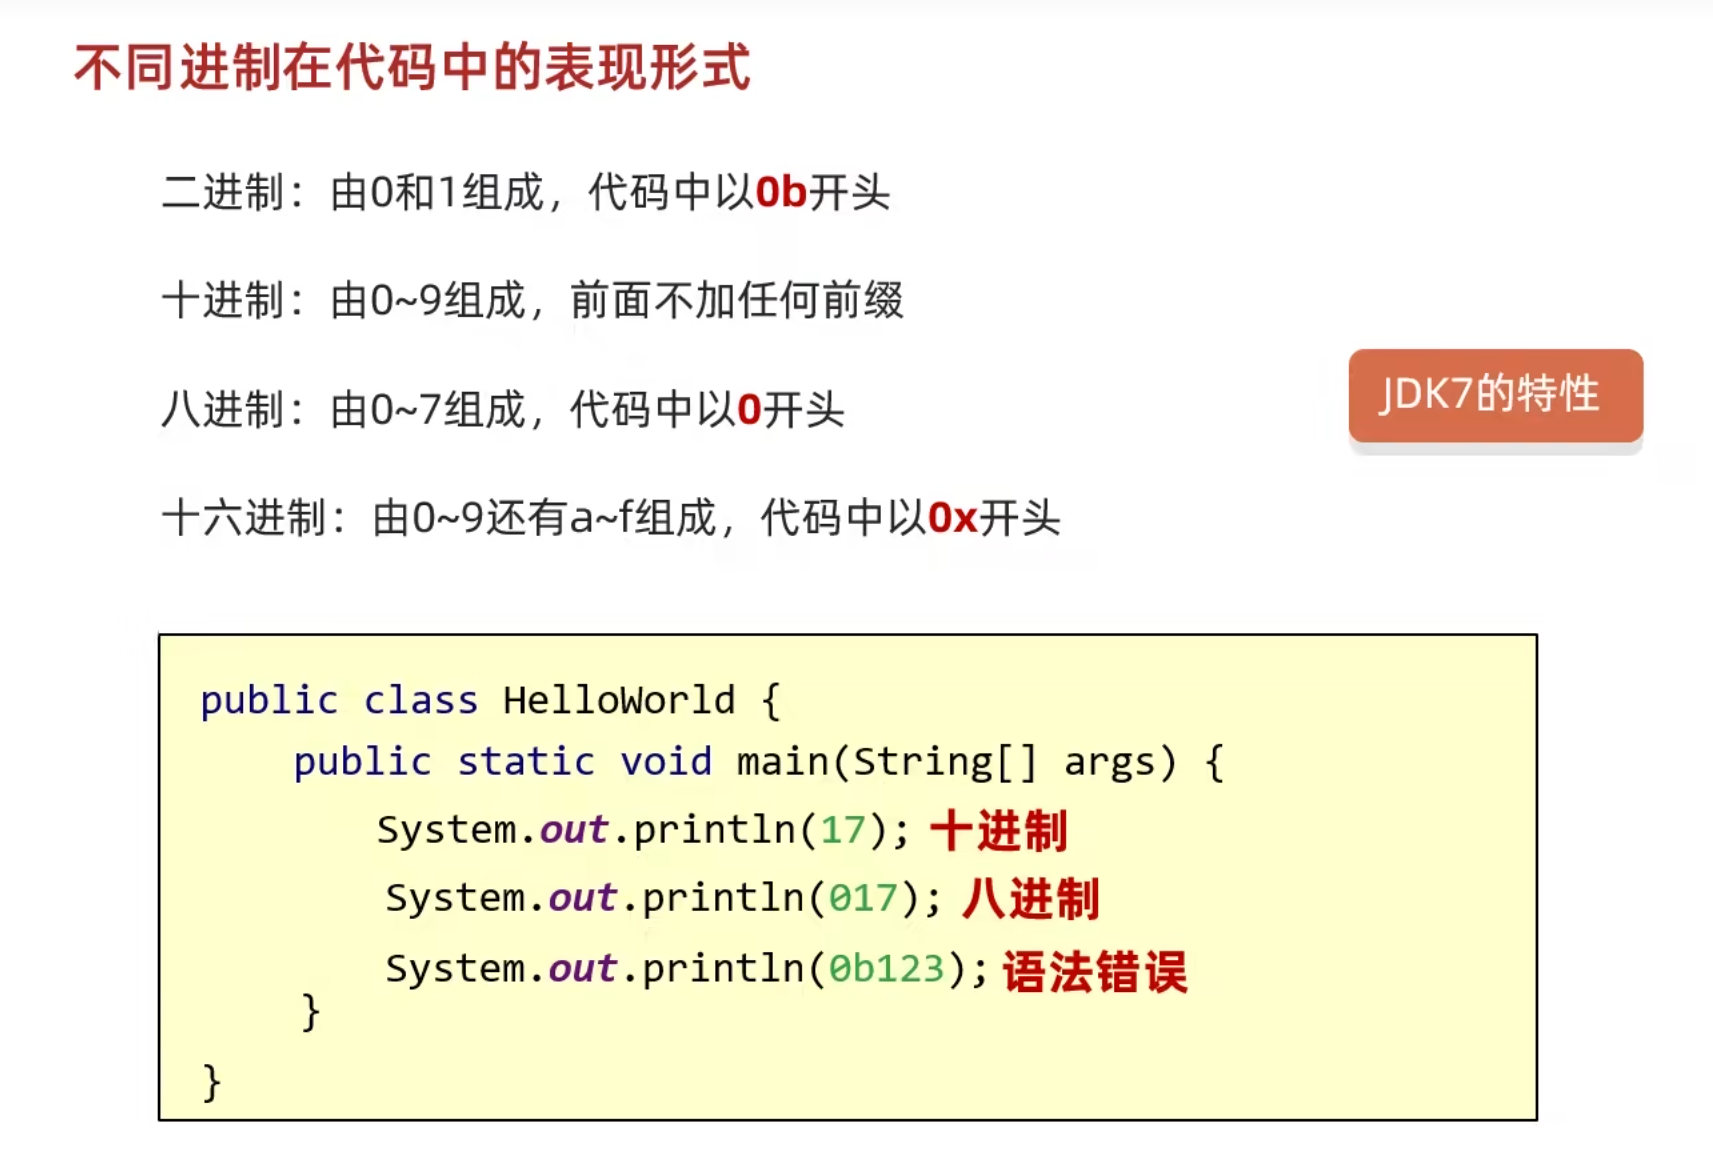 不同进制在代码中的表现形式
二进制：由0和1组成，代码中以0b开头
十进制：由0~9组成，前面不加任何前缀
八进制：由0~7组成，代码中以0开头
JDK7的特性
十六进制：由0~9还有a~f组成，代码中以0x开头
public class HelloWorld {
public static void main(String[] args) {
System.out.println(17); 十进制
System.out.println(017); 八进制
System.out.println(0b123); 语法错误
}
}